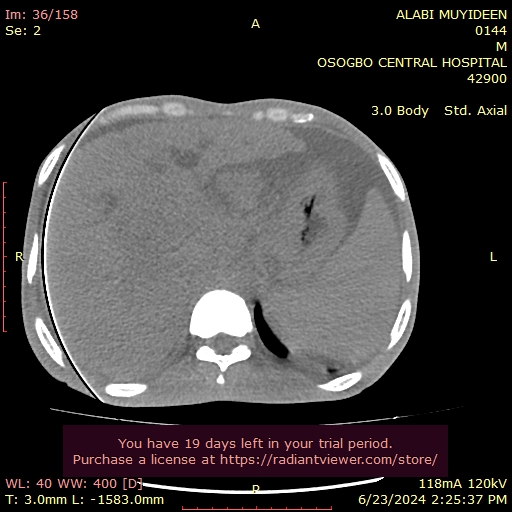 Im: 36/158
Se: 2
A
ALABI MUYIDEEN
0144
M
OSOGBO CENTRAL HOSPITAL
42900
3.0 Body Std. Axial
R
L
You have 19 days left in your trial period.
Purchase a license at https://radiantviewer.com/store/
WL: 40 WW: 400 [D]
T: 3.0mm L: -1583.0mm
P
118mA 120kV
6/23/2024 2:25:37 PM